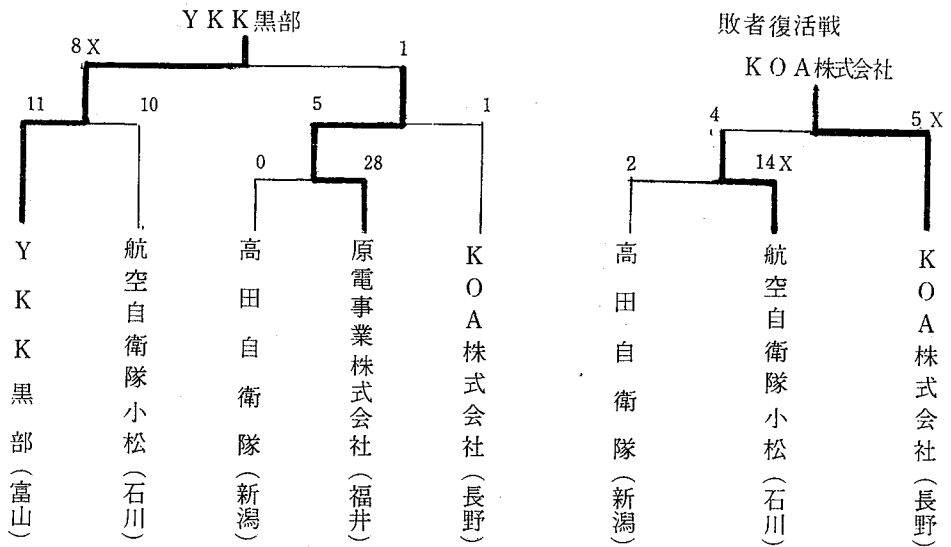 YKK黒部
8X 1
11 10 5 1
0 28
YKK黒部(富山)
航空自衛隊小松(石川)
高田自衛隊(新潟)
原電事業株式会社(福井)
KOA株式会社(長野)
敗者復活戦
KOA株式会社
4 5X
2 14X
高田自衛隊(新潟)
航空自衛隊小松(石川)
KOA株式会社(長野)